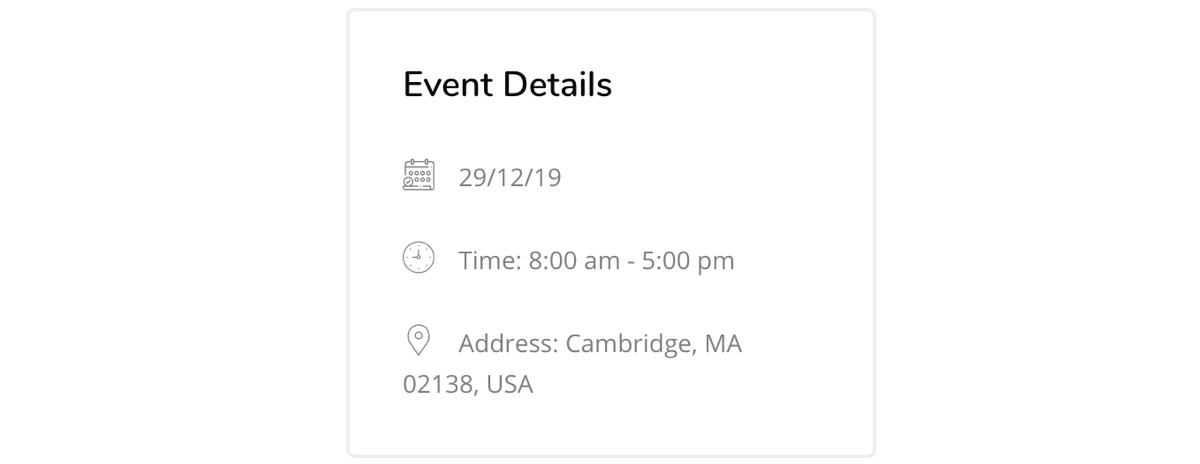 Event Details
29/12/19
Time: 8:00 am - 5:00 pm
Address: Cambridge, MA
02138, USA